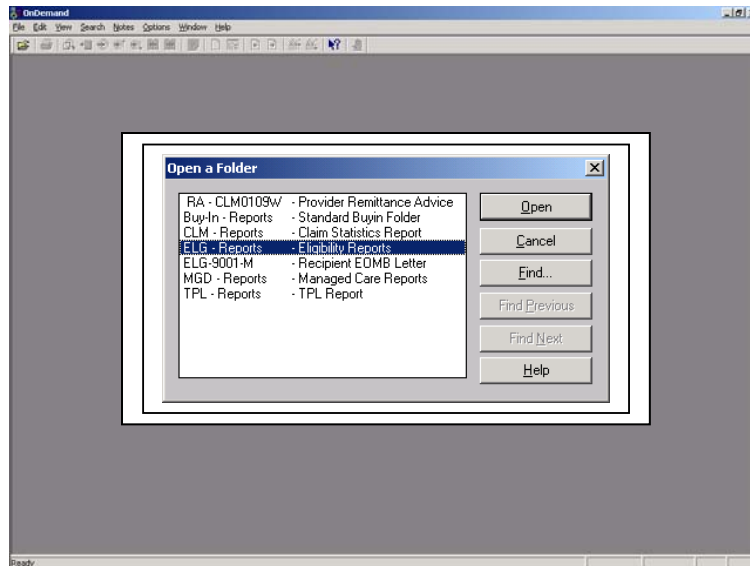 OnDemand
File Edit View Search Notes Options Window Help
Open a Folder
RA - CLM0109W - Provider Remittance Advice
Buy-In - Reports - Standard Buyin Folder
CLM - Reports - Claim Statistics Report
ELG - Reports - Eligibility Reports
ELG-9001-M - Recipient EOMB Letter
MGD - Reports - Managed Care Reports
TPL - Reports - TPL Report
Open
Cancel
Find...
Find Previous
Find Next
Help
Ready